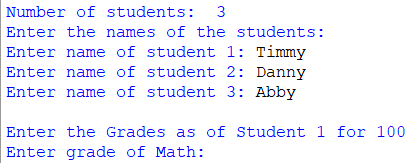 Number of students:  3
Enter the names of the students:
Enter name of student 1: Timmy
Enter name of student 2: Danny
Enter name of student 3: Abby

Enter the Grades as of Student 1 for 100
Enter grade of Math: